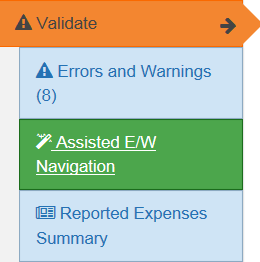 Validate
Errors and Warnings
(8)
Assisted E/W
Navigation
Reported Expenses
Summary